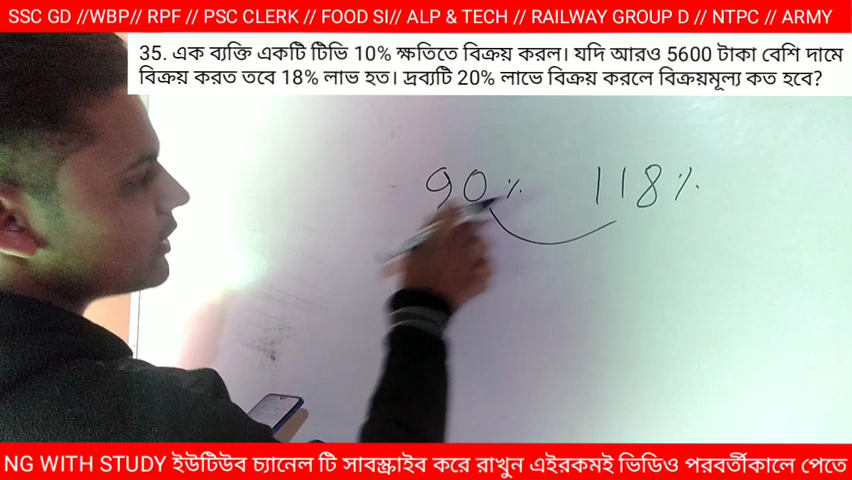 SSC GD //WBP// RPF // PSC CLERK // FOOD SI// ALP & TECH // RAILWAY GROUP D // NTPC // ARMY
35. এক ব্যক্তি একটি টিভি 10% ক্ষতিতে বিক্রয় করল। যদি আরও 5600 টাকা বেশি দামে
বিক্রয় করত তবে 18% লাভ হত। দ্রব্যটি 20% লাভে বিক্রয় করলে বিক্রয়মূল্য কত হবে?
90% 118%
NG WITH STUDY ইউটিউব চ্যানেল টি সাবস্ক্রাইব করে রাখুন এইরকমই ভিডিও পরবর্তীকালে পেতে